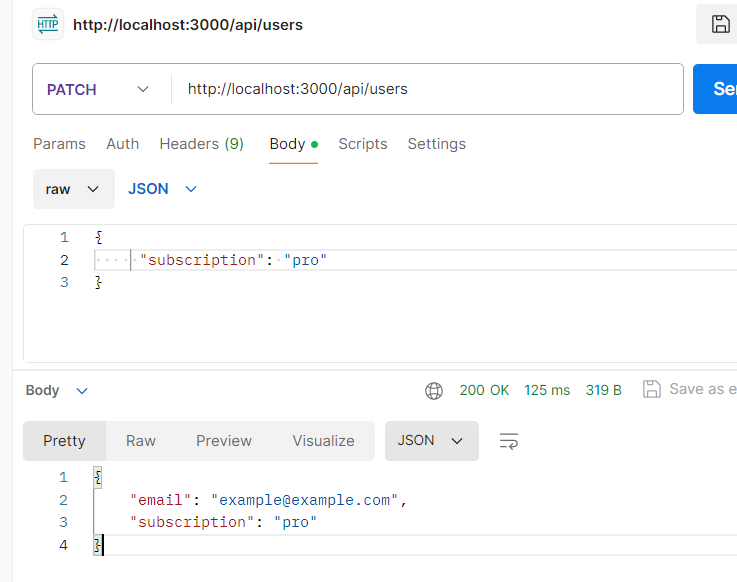 HTTP http://localhost:3000/api/users
PATCH http://localhost:3000/api/users
Params Auth Headers (9) Body Scripts Settings
raw JSON
1 {
2 "subscription": "pro"
3 }
Body 200 OK 125 ms 319 B Save as e
Pretty Raw Preview Visualize JSON
1 {
2 "email": "example@example.com",
3 "subscription": "pro"
4 }